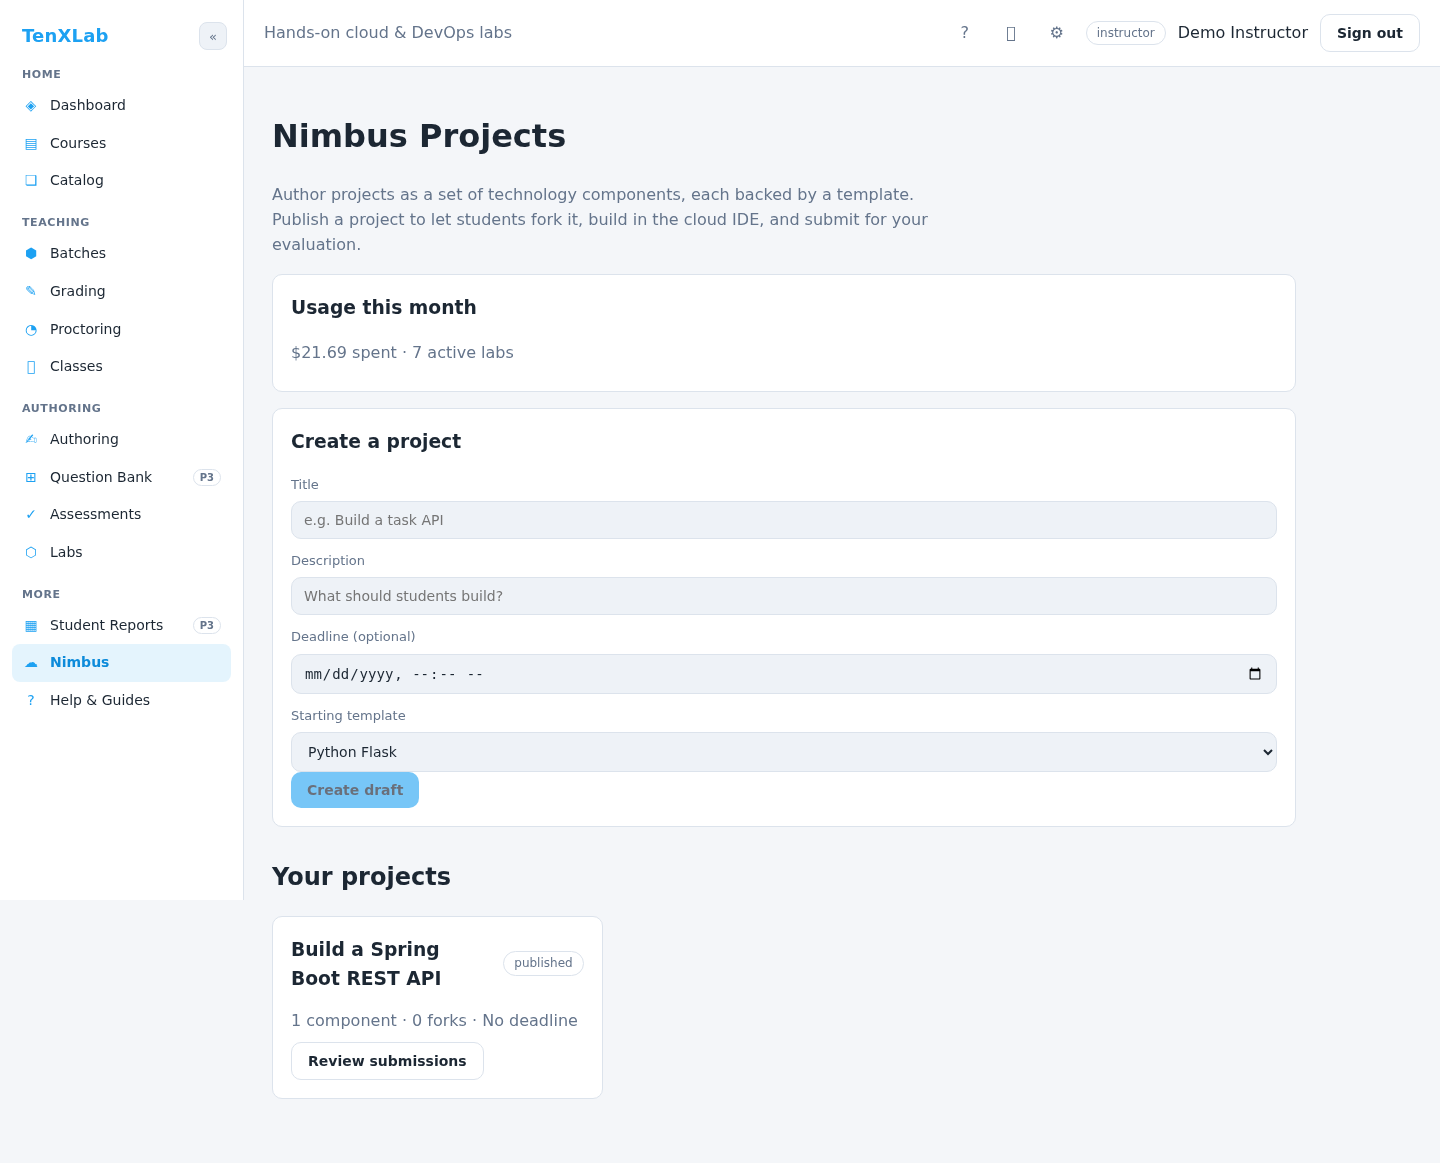 TenXLab
«
HOME
Dashboard
Courses
Catalog
TEACHING
Batches
Grading
Proctoring
Classes
AUTHORING
Authoring
Question Bank P3
Assessments
Labs
MORE
Student Reports P3
Nimbus
? Help & Guides
Hands-on cloud & DevOps labs
? instructor Demo Instructor Sign out
Nimbus Projects
Author projects as a set of technology components, each backed by a template.
Publish a project to let students fork it, build in the cloud IDE, and submit for your
evaluation.
Usage this month
$21.69 spent · 7 active labs
Create a project
Title
e.g. Build a task API
Description
What should students build?
Deadline (optional)
mm/dd/yyyy, --:-- --
Starting template
Python Flask
Create draft
Your projects
Build a Spring
Boot REST API
published
1 component · 0 forks · No deadline
Review submissions